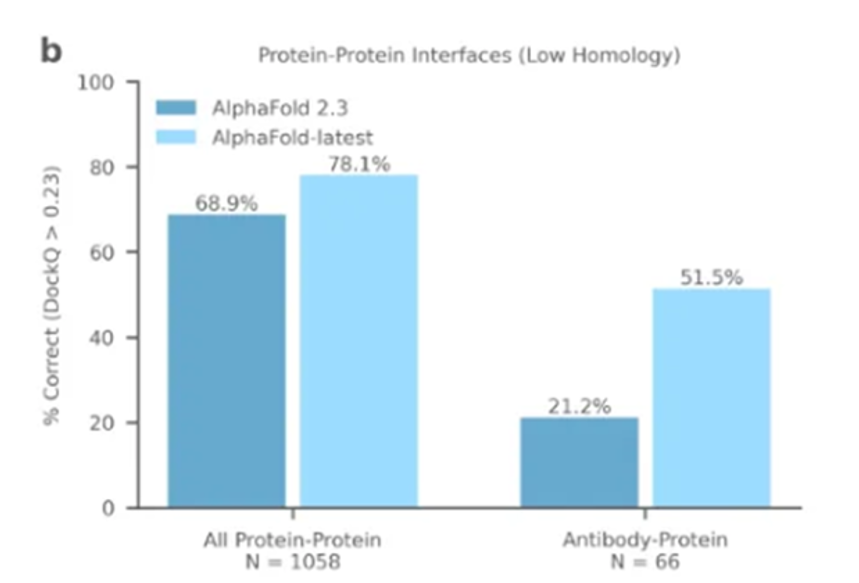 b
Protein-Protein Interfaces (Low Homology)
% Correct (DockQ > 0.23)
100
80
60
40
20
0
AlphaFold 2.3
AlphaFold-latest
68.9%
78.1%
21.2%
51.5%
All Protein-Protein
N = 1058
Antibody-Protein
N = 66